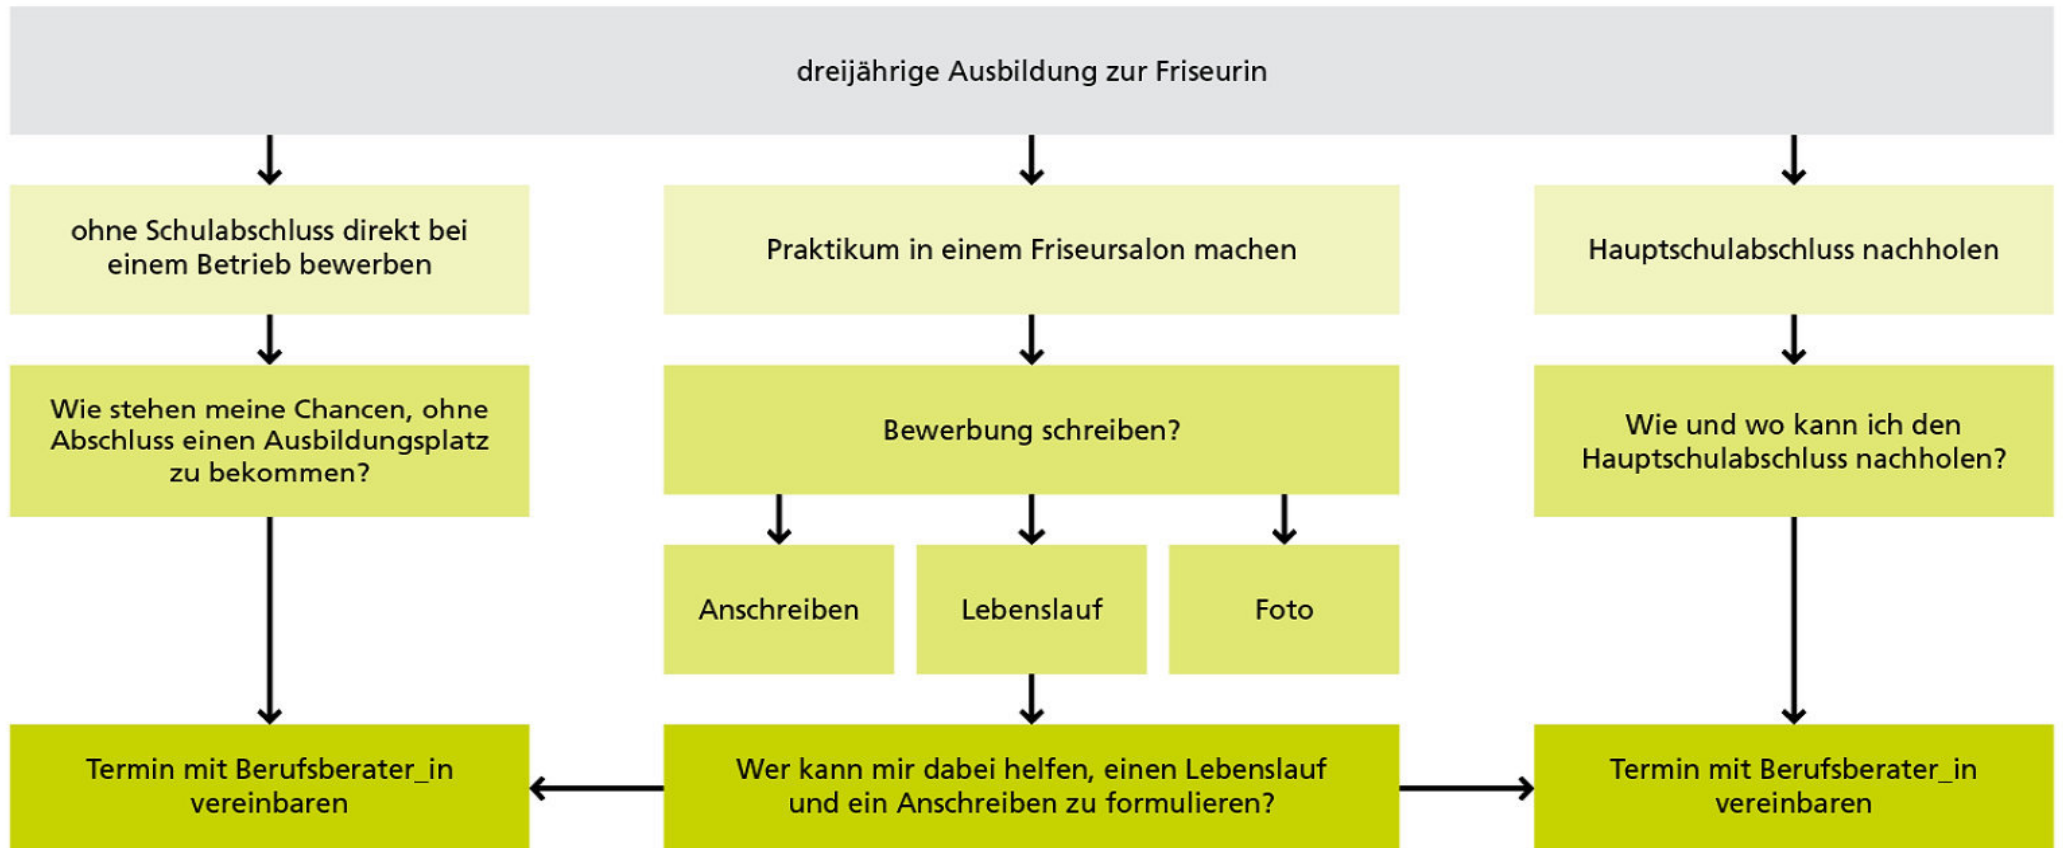 dreijährige Ausbildung zur Friseurin
ohne Schulabschluss direkt bei
einem Betrieb bewerben
Praktikum in einem Friseursalon machen
Hauptschulabschluss nachholen
Wie stehen meine Chancen, ohne
Abschluss einen Ausbildungsplatz
zu bekommen?
Bewerbung schreiben?
Wie und wo kann ich den
Hauptschulabschluss nachholen?
Anschreiben
Lebenslauf
Foto
Termin mit Berufsberater_in
vereinbaren
Wer kann mir dabei helfen, einen Lebenslauf
und ein Anschreiben zu formulieren?
Termin mit Berufsberater_in
vereinbaren